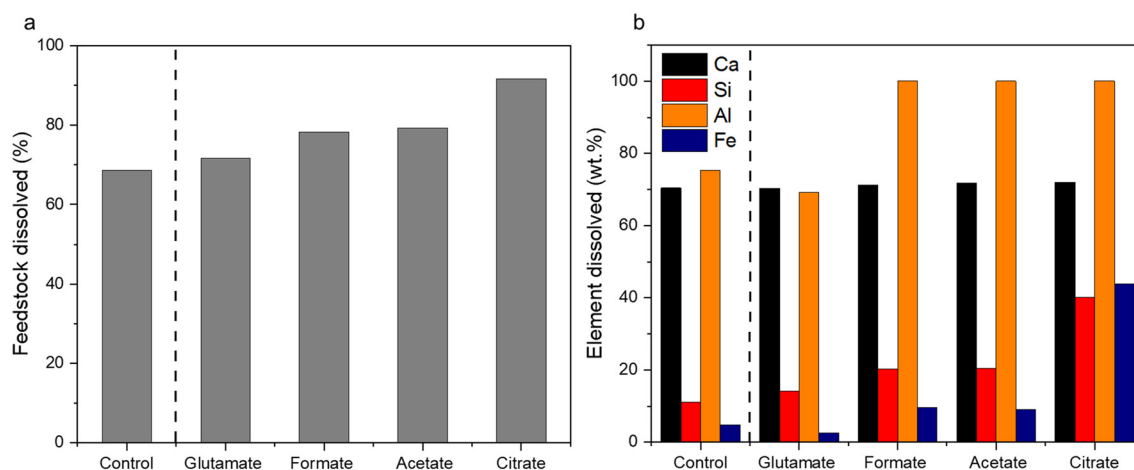 a
Feedstock dissolved (%)
100
80
60
40
20
0
Control Glutamate Formate Acetate Citrate
b
Element dissolved (wt.%)
100
80
60
40
20
0
Ca
Si
Al
Fe
Control Glutamate Formate Acetate Citrate